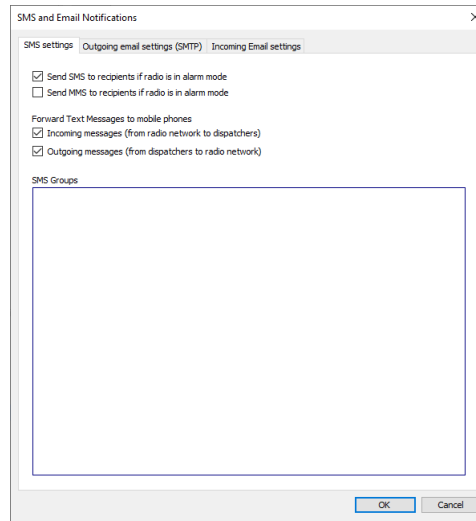 SMS and Email Notifications
SMS settings Outgoing email settings (SMTP) Incoming Email settings
Send SMS to recipients if radio is in alarm mode
Send MMS to recipients if radio is in alarm mode
Forward Text Messages to mobile phones
Incoming messages (from radio network to dispatchers)
Outgoing messages (from dispatchers to radio network)
SMS Groups
OK Cancel